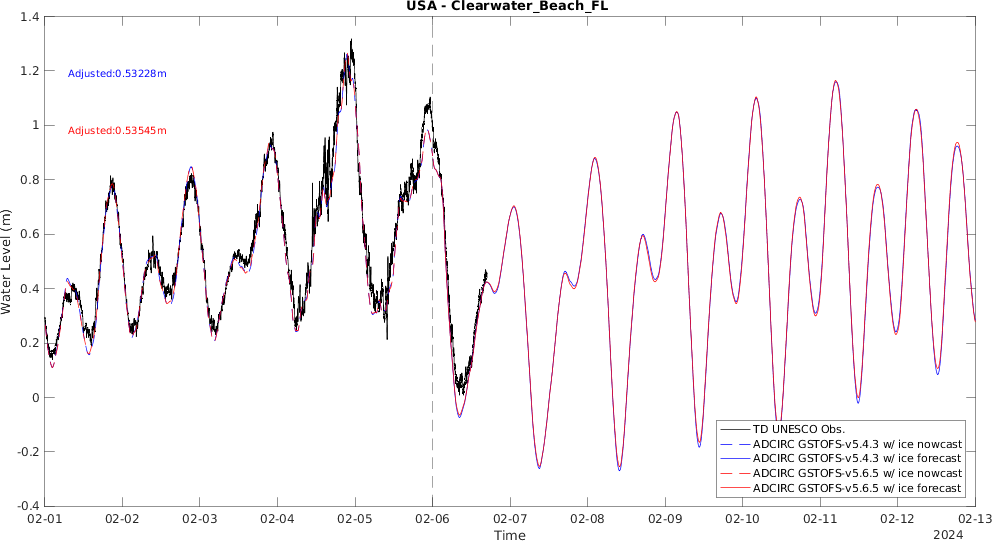 USA - Clearwater_Beach_FL
1.4
1.2
1
0.8
0.6
0.4
0.2
0
-0.2
-0.4
Water Level (m)
Adjusted:0.53228m
Adjusted:0.53545m
TD UNESCO Obs.
ADCIRC GSTOFS-v5.4.3 w/ ice nowcast
ADCIRC GSTOFS-v5.4.3 w/ ice forecast
ADCIRC GSTOFS-v5.6.5 w/ ice nowcast
ADCIRC GSTOFS-v5.6.5 w/ ice forecast
02-01 02-02 02-03 02-04 02-05 02-06 02-07 02-08 02-09 02-10 02-11 02-12 02-13
Time
2024